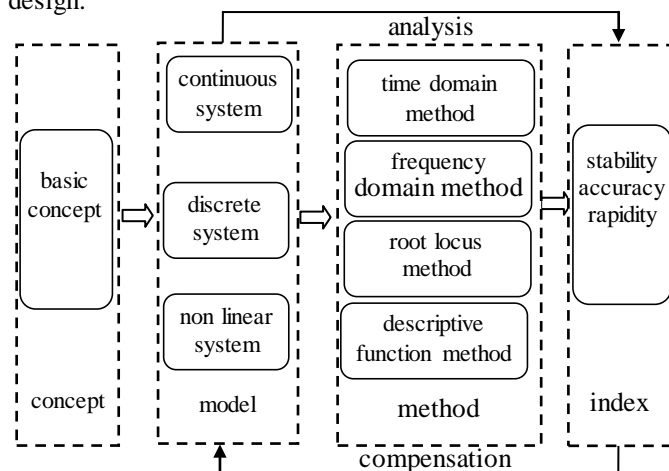 design.
analysis
continuous
system
time domain
method
basic
concept
discrete
system
frequency
domain method
stability
accuracy
rapidity
root locus
method
non linear
system
descriptive
function method
concept
model
method
index
compensation